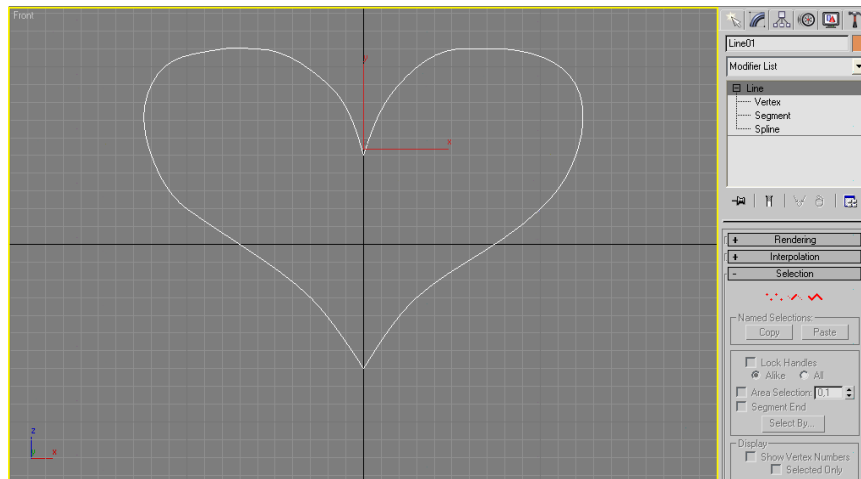 Front
y
x
z
y
x
Line01
Modifier List
Line
Vertex
Segment
Spline
+ Rendering
+ Interpolation
- Selection
Named Selections:
Copy Paste
Lock Handles
Alike All
Area Selection: 0,1
Segment End
Select By...
Display
Show Vertex Numbers
Selected Only